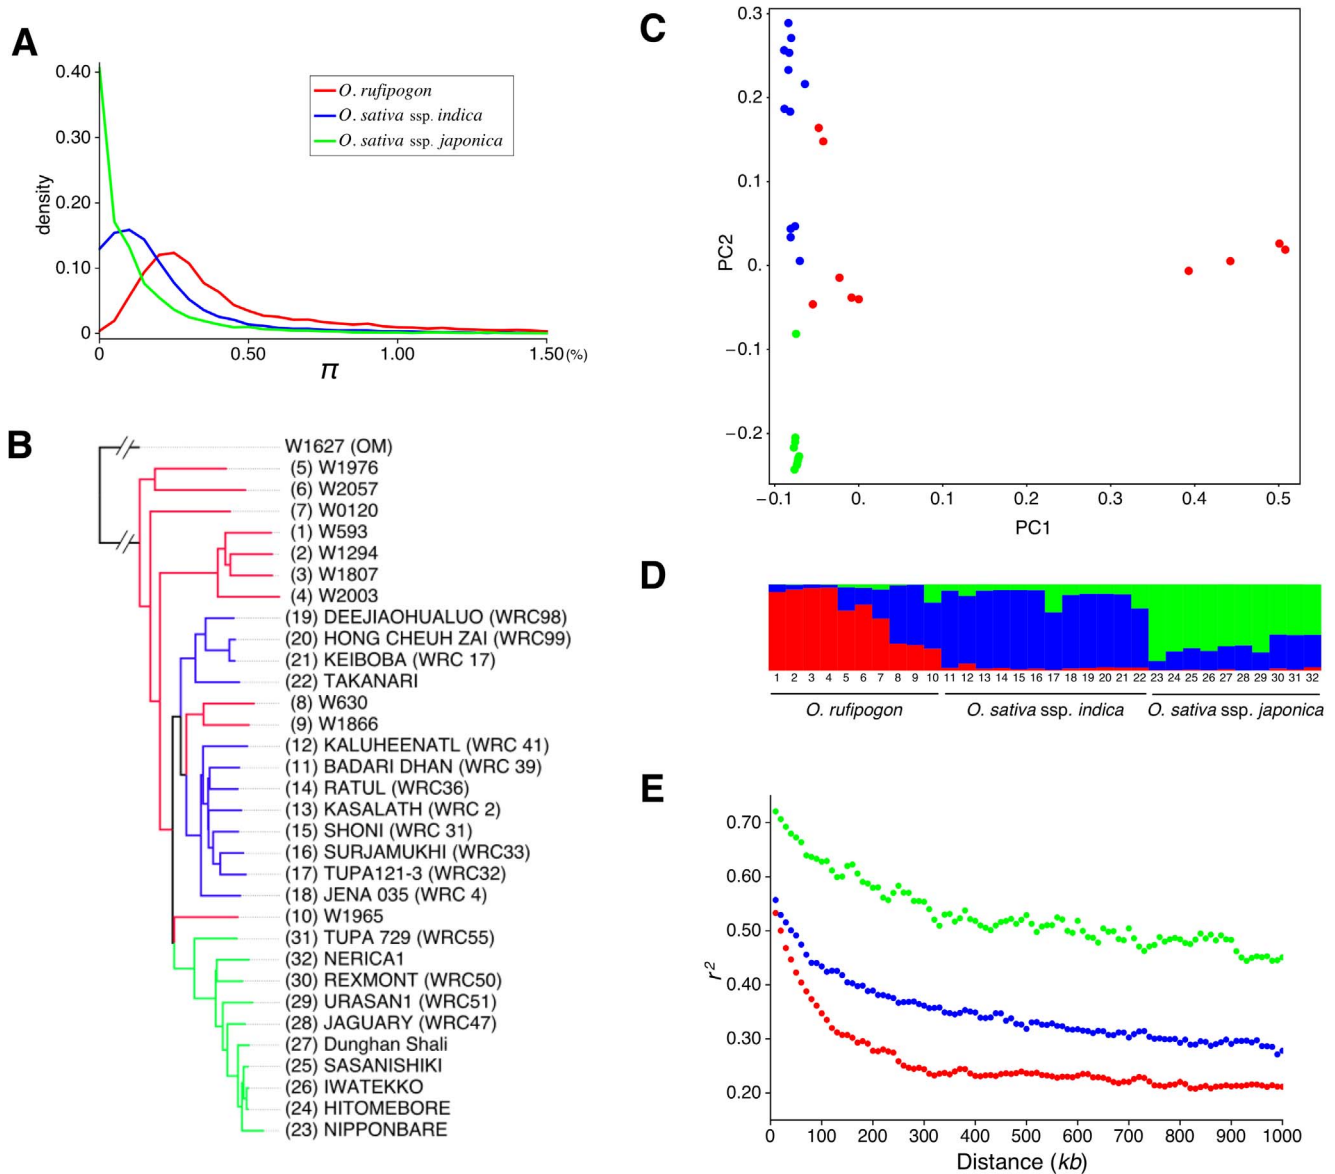 A
0.40
0.30
0.20
0.10
0
density
0
0.50
1.00
1.50(%)
π
O. rufipogon
O. sativa ssp. indica
O. sativa ssp. japonica
B
W1627 (OM)
(5) W1976
(6) W2057
(7) W0120
(1) W593
(2) W1294
(3) W1807
(4) W2003
(19) DEEJIAOHUALUO (WRC98)
(20) HONG CHEUH ZAI (WRC99)
(21) KEIBOBA (WRC 17)
(22) TAKANARI
(8) W630
(9) W1866
(12) KALUHEENATL (WRC 41)
(11) BADARI DHAN (WRC 39)
(14) RATUL (WRC36)
(13) KASALATH (WRC 2)
(15) SHONI (WRC 31)
(16) SURJAMUKHI (WRC33)
(17) TUPA121-3 (WRC32)
(18) JENA 035 (WRC 4)
(10) W1965
(31) TUPA 729 (WRC55)
(32) NERICA1
(30) REXMONT (WRC50)
(29) URASAN1 (WRC51)
(28) JAGUARY (WRC47)
(27) Dunghan Shali
(25) SASANISHIKI
(26) IWATEKKO
(24) HITOMEBORE
(23) NIPPONBARE
C
0.3
0.2
0.1
0.
−0.1
−0.2
PC2
−0.1 0. 0.1 0.2 0.3 0.4 0.5
PC1
D
1 2 3 4 5 6 7 8 9 10 11 12 13 14 15 16 17 18 19 20 21 22 23 24 25 26 27 28 29 30 31 32
O. rufipogon
O. sativa ssp. indica
O. sativa ssp. japonica
E
0.70
0.60
0.50
0.40
0.30
0.20
r²
0 100 200 300 400 500 600 700 800 900 1000
Distance (kb)